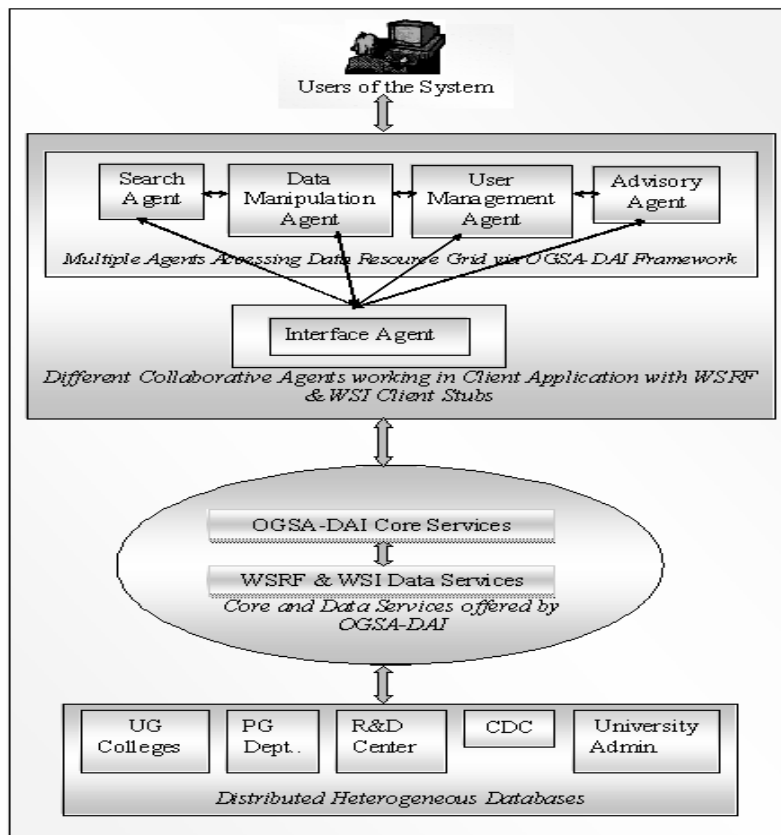 Users of the System
Search
Agent
Data
Manipulation
Agent
User
Management
Agent
Advisory
Agent
Multiple Agents Accessing Data Resource Grid via OGSA-DAI Framework
Interface Agent
Different Collaborative Agents working in Client Application with WSRF
& WSI Client Stubs
OGSA-DAI Core Services
WSRF & WSI Data Services
Core and Data Services offered by
OGSA-DAI
UG
Colleges
PG
Dept..
R&D
Center
CDC
University
Admin
Distributed Heterogeneous Databases